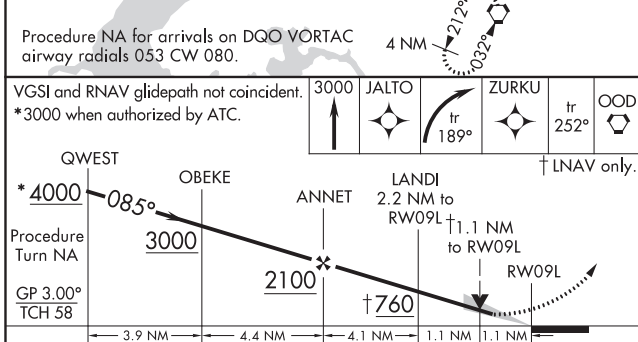 Procedure NA for arrivals on DQO VORTAC
airway radials 053 CW 080.
4 NM
212°
032°
VGSI and RNAV glidepath not coincident.
*3000 when authorized by ATC.
3000
JALTO
tr
189°
ZURKU
tr
252°
OOD
† LNAV only.
QWEST
OBEKE
ANNET
LANDI
2.2 NM to
RW09L
†1.1 NM
to RW09L
RW09L
*4000
085°
3000
2100
†760
Procedure
Turn NA
GP 3.00°
TCH 58
3.9 NM
4.4 NM
4.1 NM
1.1 NM
1.1 NM